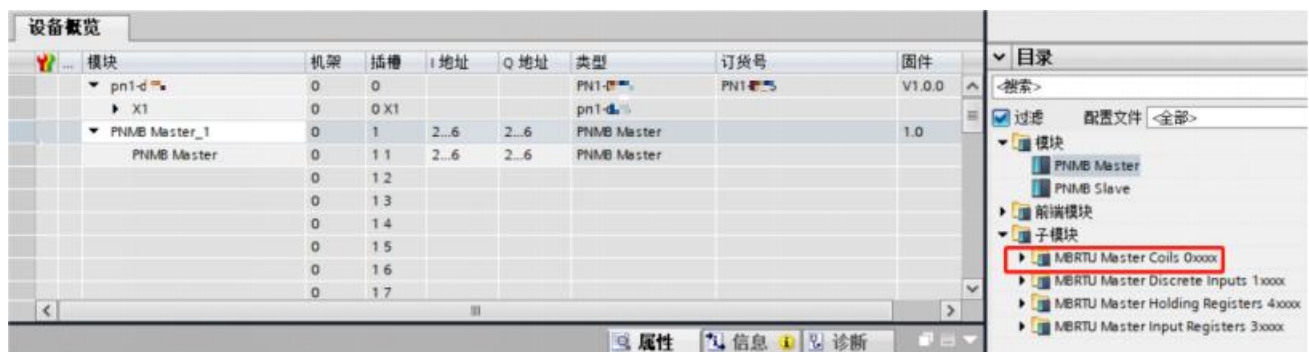 设备概览
... 模块 机架 插槽 I 地址 Q 地址 类型 订货号 固件
pn1-d 0 0 PN1- PN1- V1.0.0
X1 0 0 X1 pn1-d
PNMB Master_1 0 1 2...6 2...6 PNMB Master 1.0
PNMB Master 0 1 1 2...6 2...6 PNMB Master
0 1 2
0 1 3
0 1 4
0 1 5
0 1 6
0 1 7
属性 信息 诊断
目录
<搜索>
过滤 配置文件 <全部>
模块
PNMB Master
PNMB Slave
前端模块
子模块
MBRTU Master Coils 0xxxx
MBRTU Master Discrete Inputs 1xxxx
MBRTU Master Holding Registers 4xxxx
MBRTU Master Input Registers 3xxxx